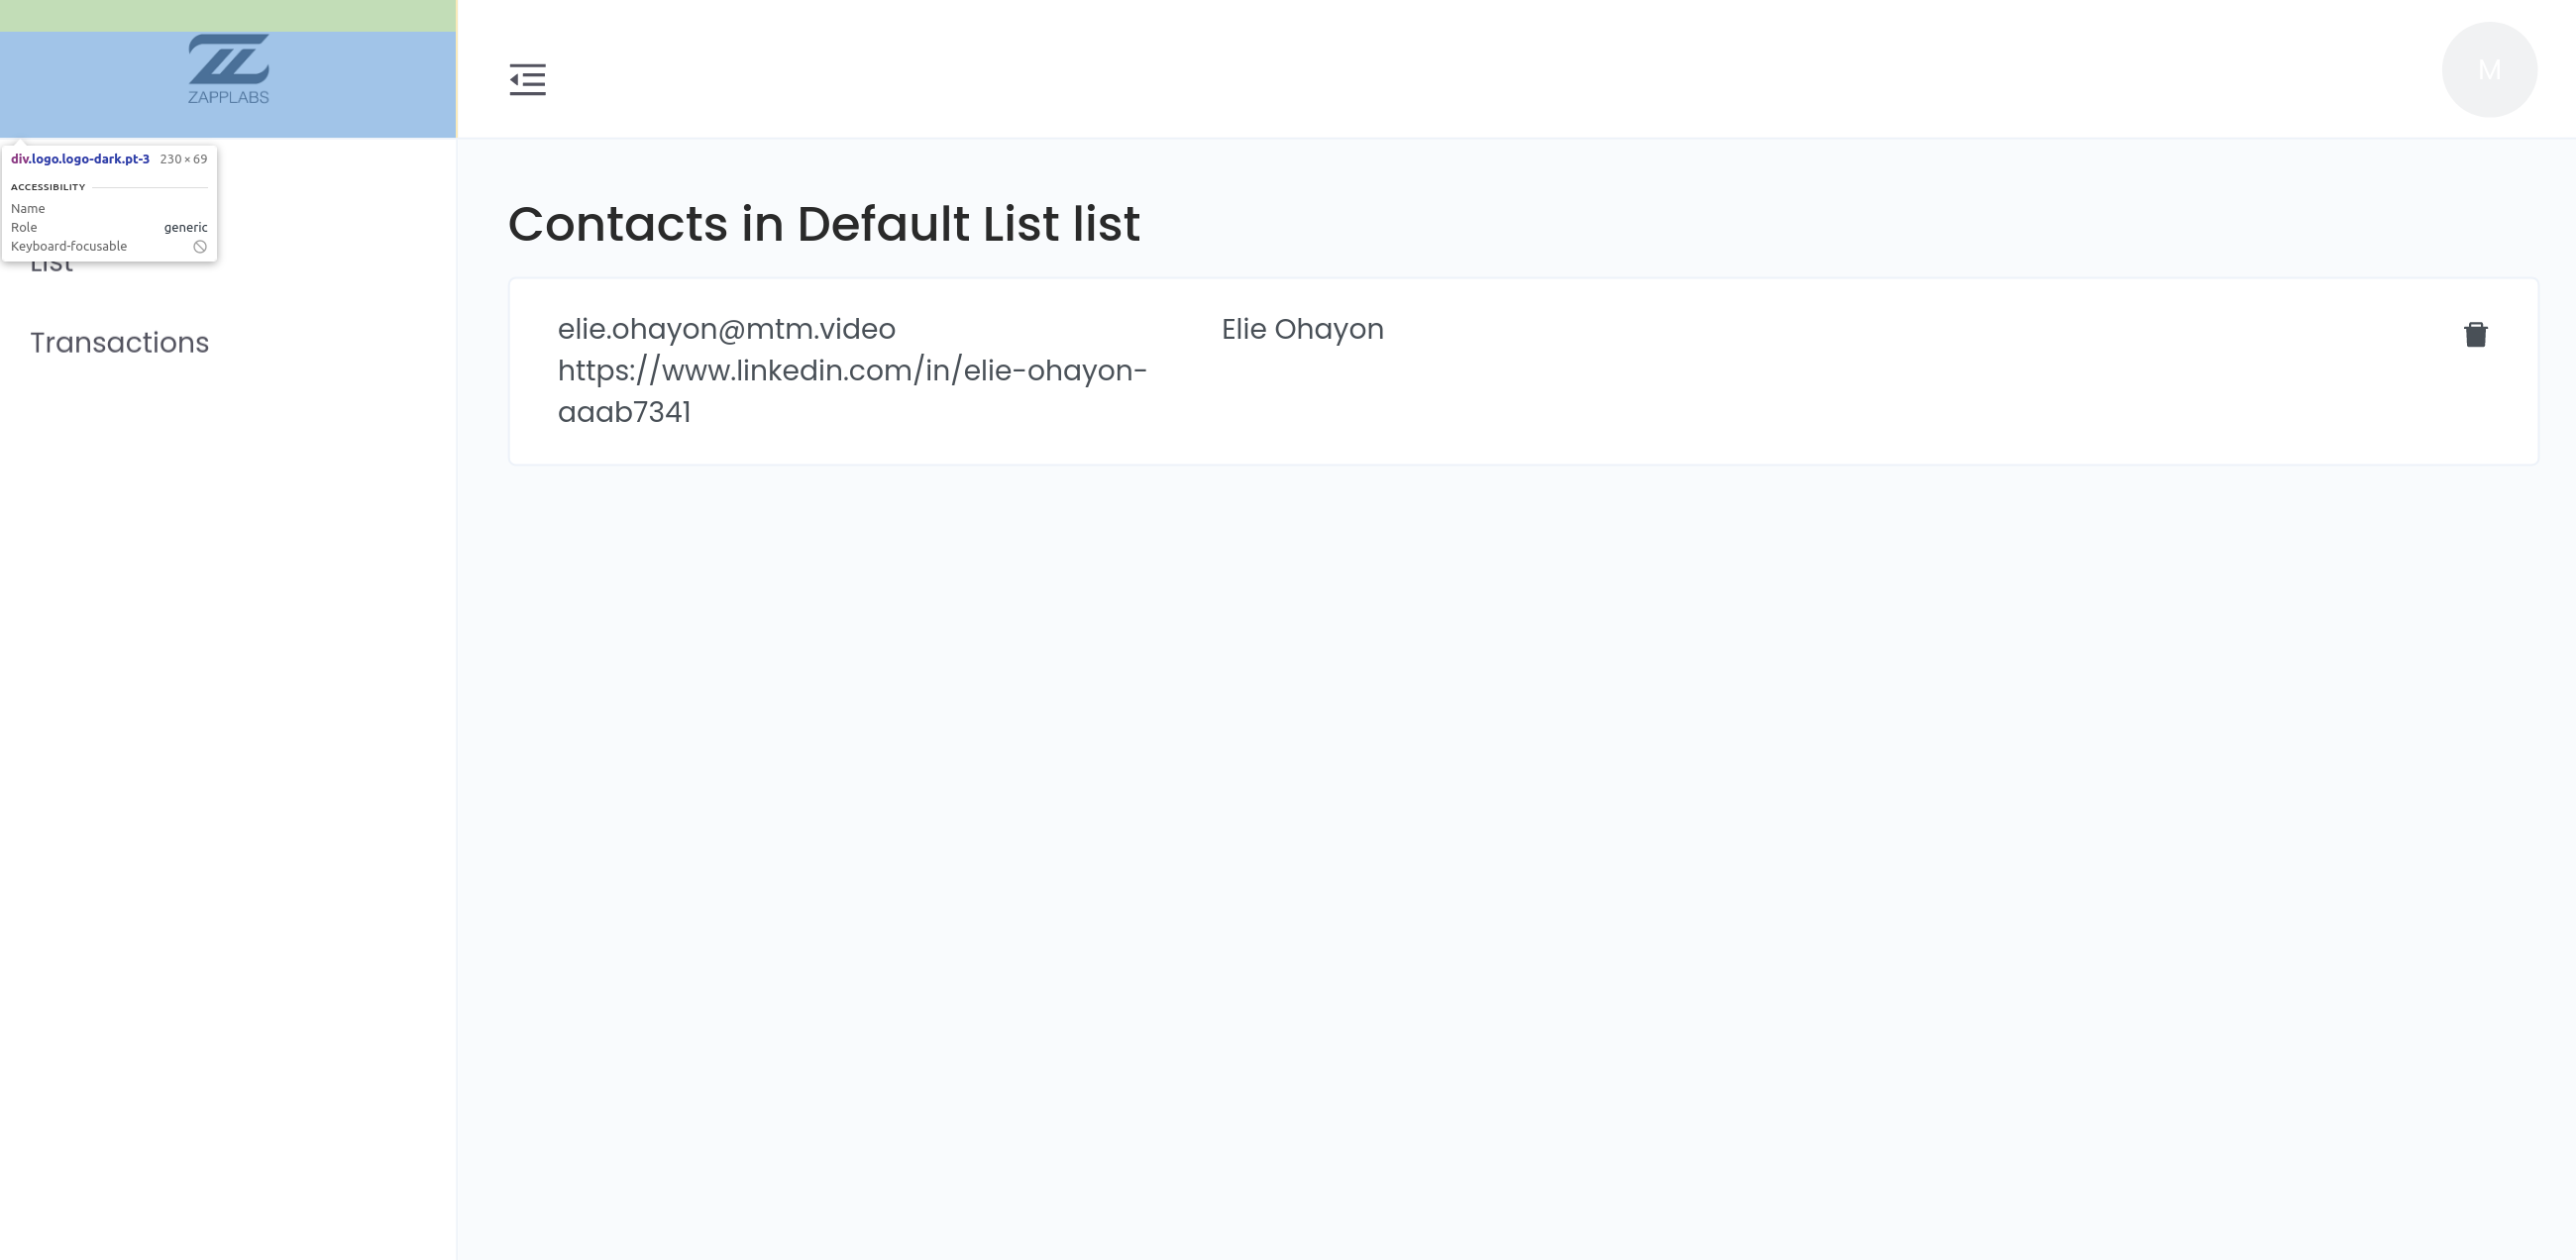 ZAPPLABS
M
div.logo.logo-dark.pt-3 230 × 69
ACCESSIBILITY
Name
Role generic
Keyboard-focusable
List
Transactions
Contacts in Default List list
elie.ohayon@mtm.video Elie Ohayon
https://www.linkedin.com/in/elie-ohayon-
aaab7341